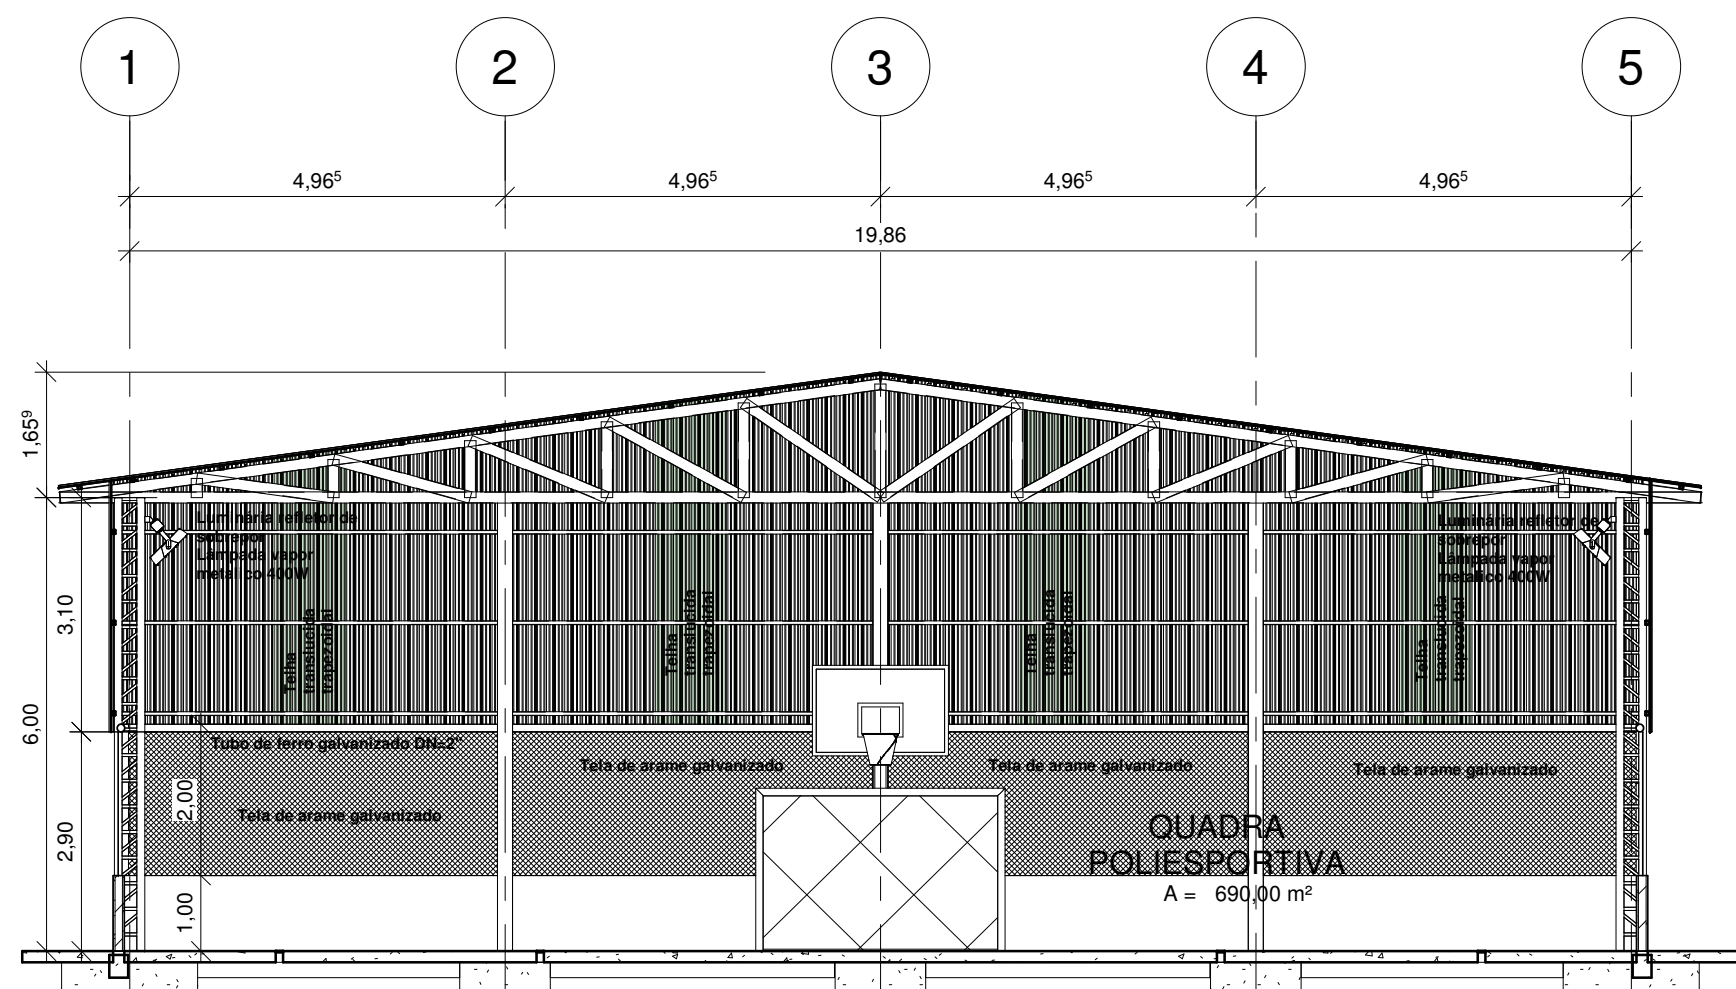 1
2
3
4
5
4,96⁵
4,96⁵
4,96⁵
4,96⁵
19,86
1,65⁹
3,10
6,00
2,90
2,00
1,00
Luminária refletor de
sobrepor
Lâmpada vapor
metálico 400W
Luminária refletor de
sobrepor
Lâmpada vapor
metálico 400W
Telha
translucida
trapezoidal
Telha
translucida
trapezoidal
Telha
translucida
trapezoidal
Telha
translucida
trapezoidal
Tubo de ferro galvanizado DN=2"
Tela de arame galvanizado
Tela de arame galvanizado
Tela de arame galvanizado
Tela de arame galvanizado
QUADRA
POLIESPORTIVA
A = 690,00 m²